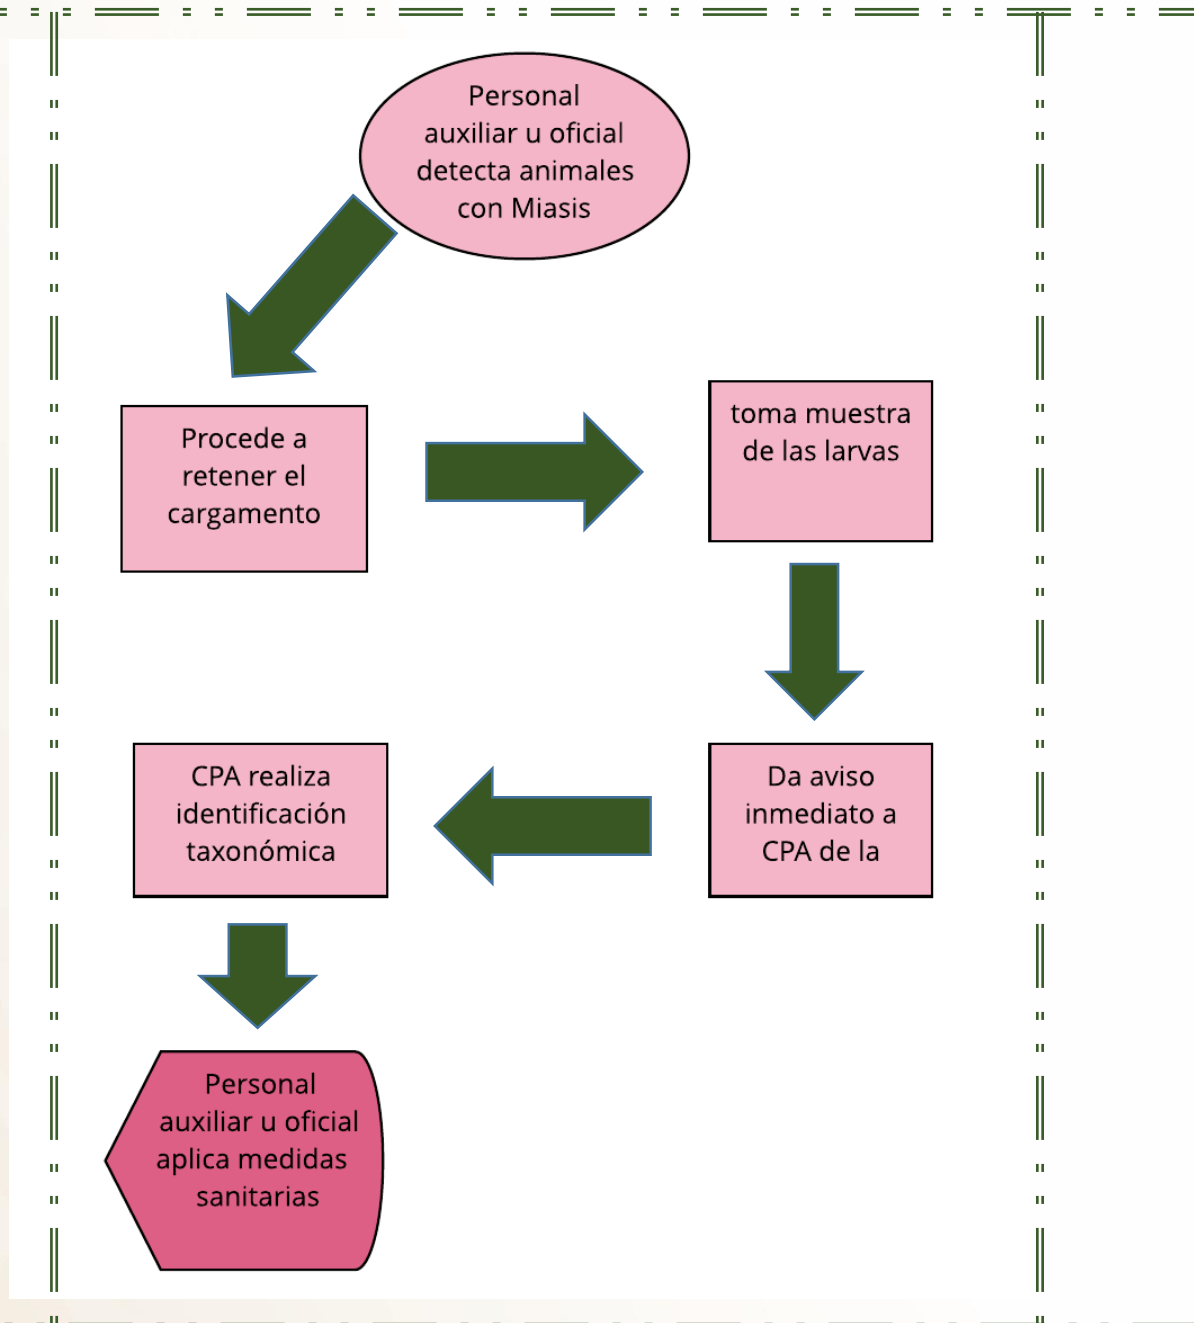 Personal
auxiliar u oficial
detecta animales
con Miasis
Procede a
retener el
cargamento
toma muestra
de las larvas
Da aviso
inmediato a
CPA de la
CPA realiza
identificación
taxonómica
Personal
auxiliar u oficial
aplica medidas
sanitarias